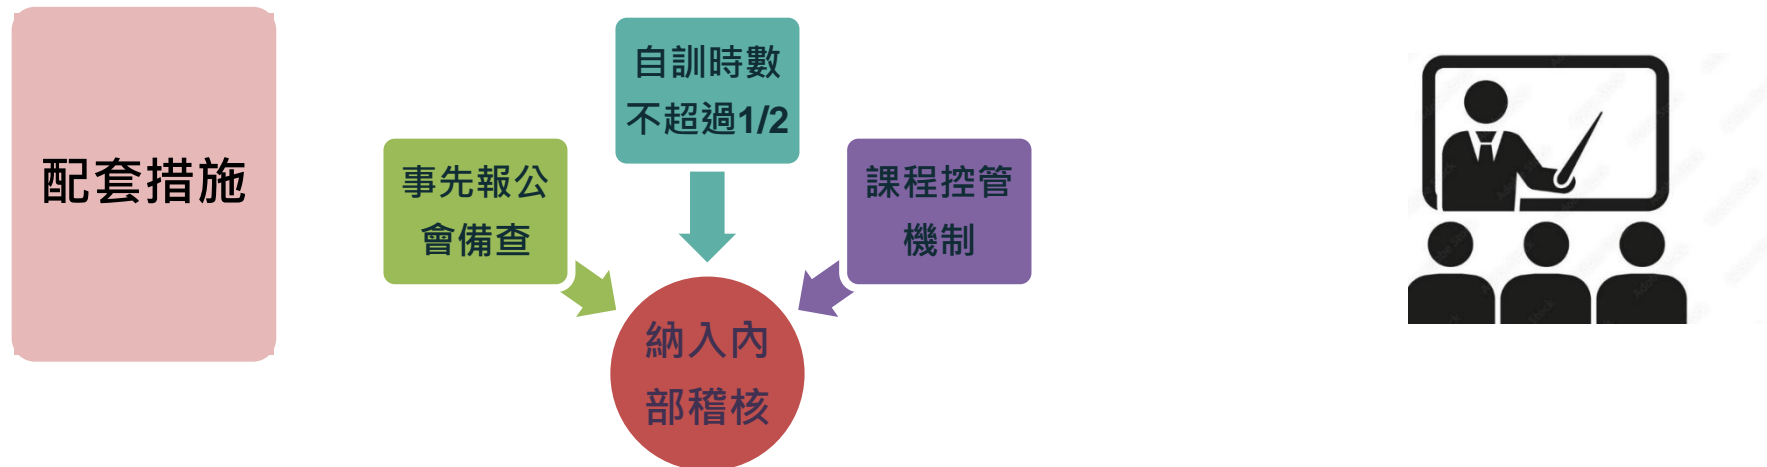 配套措施
自訓時數
不超過1/2
事先報公
會備查
課程控管
機制
納入內
部稽核